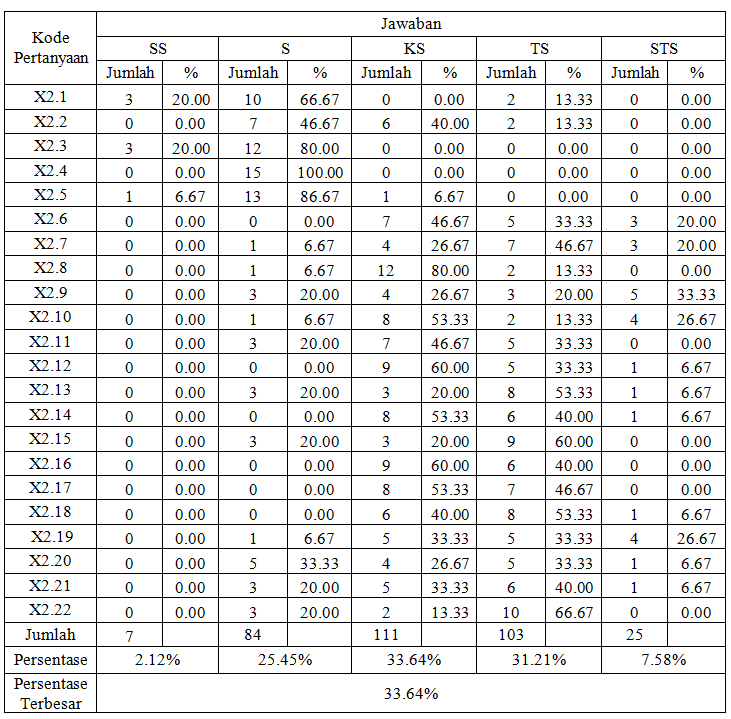 Kode Pertanyaan Jawaban
SS S KS TS STS
Jumlah % Jumlah % Jumlah % Jumlah % Jumlah %
X2.1 3 20.00 10 66.67 0 0.00 2 13.33 0 0.00
X2.2 0 0.00 7 46.67 6 40.00 2 13.33 0 0.00
X2.3 3 20.00 12 80.00 0 0.00 0 0.00 0 0.00
X2.4 0 0.00 15 100.00 0 0.00 0 0.00 0 0.00
X2.5 1 6.67 13 86.67 1 6.67 0 0.00 0 0.00
X2.6 0 0.00 0 0.00 7 46.67 5 33.33 3 20.00
X2.7 0 0.00 1 6.67 4 26.67 7 46.67 3 20.00
X2.8 0 0.00 1 6.67 12 80.00 2 13.33 0 0.00
X2.9 0 0.00 3 20.00 4 26.67 3 20.00 5 33.33
X2.10 0 0.00 1 6.67 8 53.33 2 13.33 4 26.67
X2.11 0 0.00 3 20.00 7 46.67 5 33.33 0 0.00
X2.12 0 0.00 0 0.00 9 60.00 5 33.33 1 6.67
X2.13 0 0.00 3 20.00 3 20.00 8 53.33 1 6.67
X2.14 0 0.00 0 0.00 8 53.33 6 40.00 1 6.67
X2.15 0 0.00 3 20.00 3 20.00 9 60.00 0 0.00
X2.16 0 0.00 0 0.00 9 60.00 6 40.00 0 0.00
X2.17 0 0.00 0 0.00 8 53.33 7 46.67 0 0.00
X2.18 0 0.00 0 0.00 6 40.00 8 53.33 1 6.67
X2.19 0 0.00 1 6.67 5 33.33 5 33.33 4 26.67
X2.20 0 0.00 5 33.33 4 26.67 5 33.33 1 6.67
X2.21 0 0.00 3 20.00 5 33.33 6 40.00 1 6.67
X2.22 0 0.00 3 20.00 2 13.33 10 66.67 0 0.00
Jumlah 7 84 111 103 25
Persentase 2.12% 25.45% 33.64% 31.21% 7.58%
Persentase Terbesar 33.64%